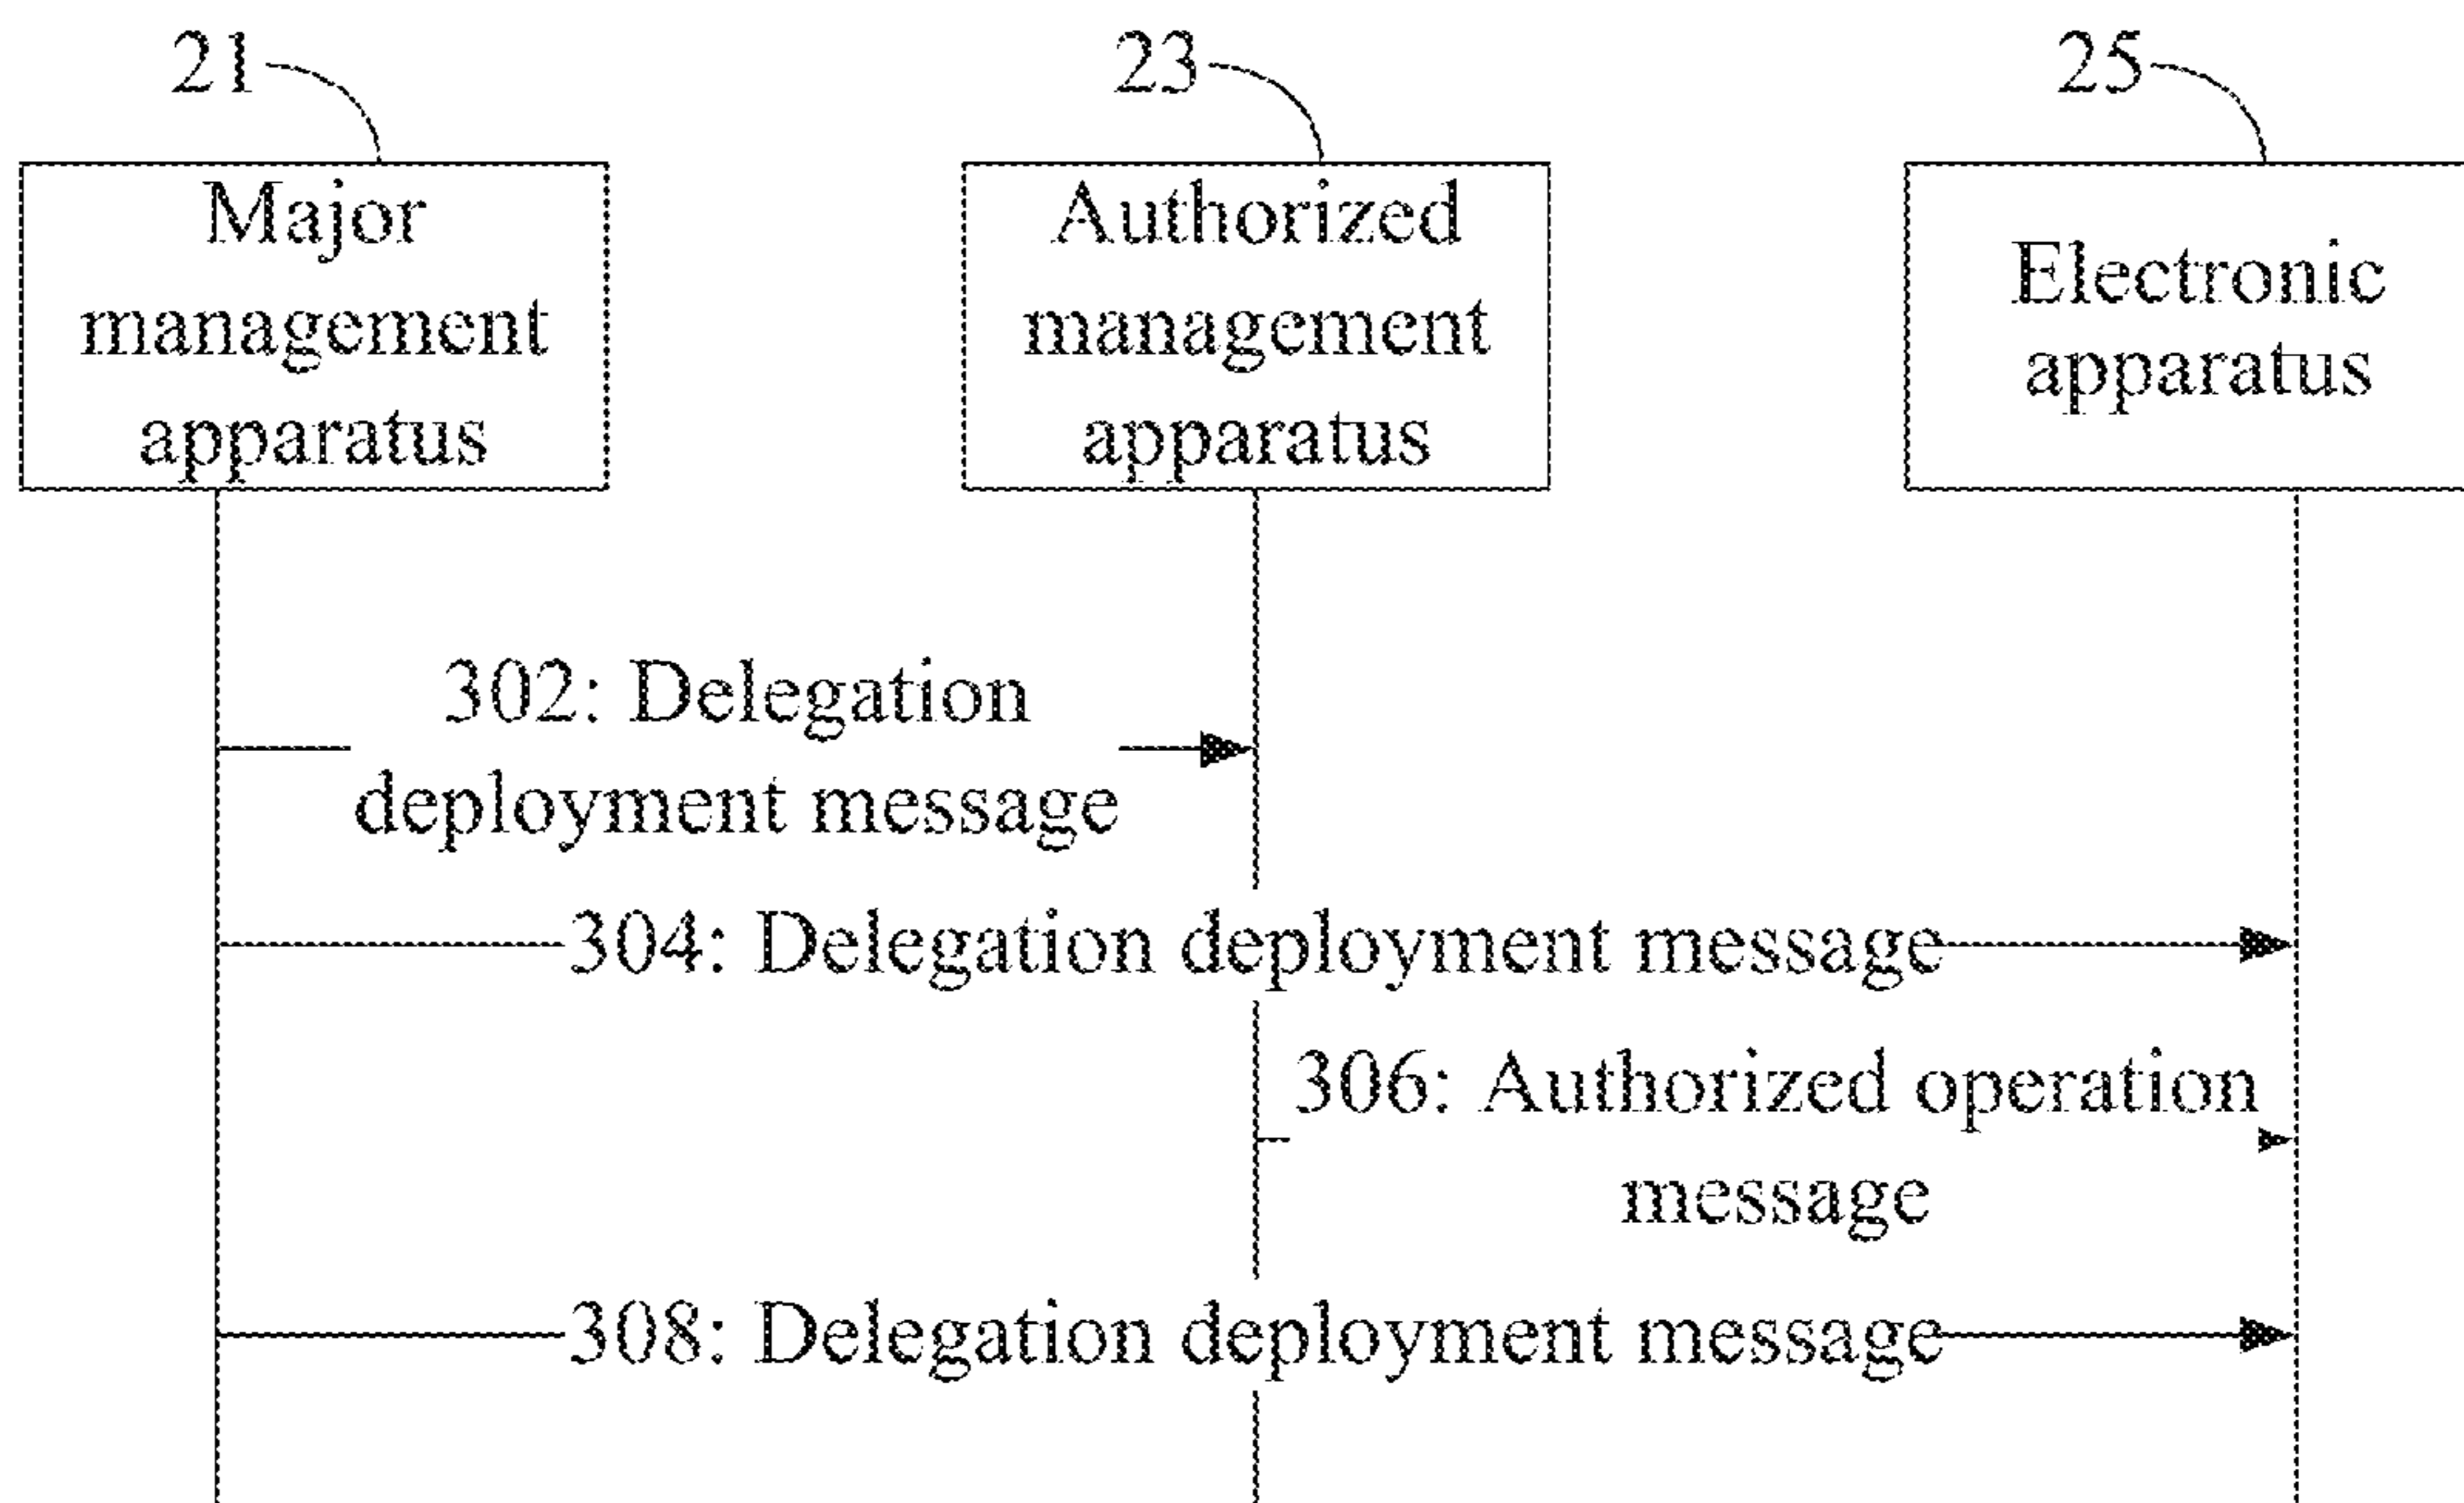 21
23
25
Major
management
apparatus
Authorized
management
apparatus
Electronic
apparatus
302: Delegation
deployment message
304: Delegation deployment message
306: Authorized operation
message
308: Delegation deployment message